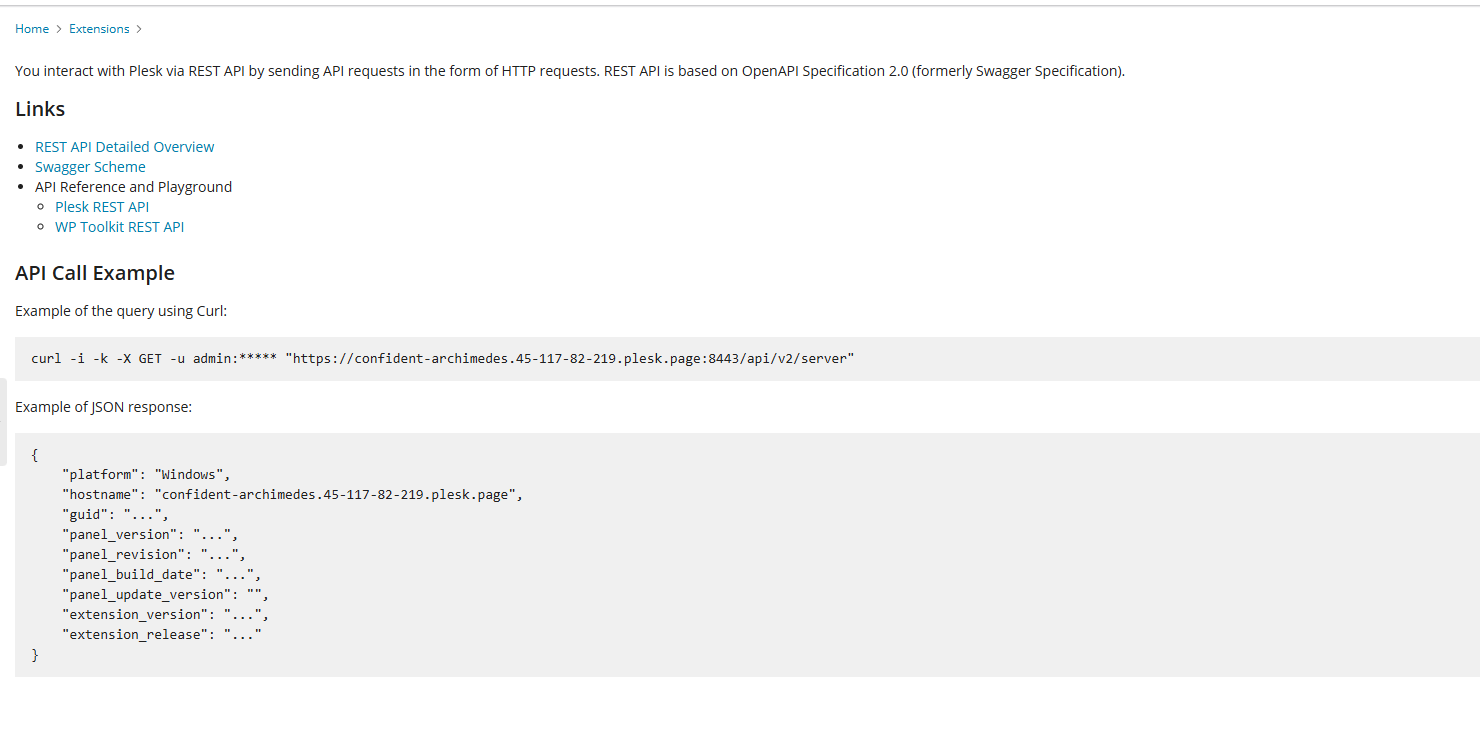 Home > Extensions >
You interact with Plesk via REST API by sending API requests in the form of HTTP requests. REST API is based on OpenAPI Specification 2.0 (formerly Swagger Specification).
Links
• REST API Detailed Overview
• Swagger Scheme
• API Reference and Playground
○ Plesk REST API
○ WP Toolkit REST API
API Call Example
Example of the query using Curl:
curl -i -k -X GET -u admin:***** "https://confident-archimedes.45-117-82-219.plesk.page:8443/api/v2/server"
Example of JSON response:
{
    "platform": "Windows",
    "hostname": "confident-archimedes.45-117-82-219.plesk.page",
    "guid": "...",
    "panel_version": "...",
    "panel_revision": "...",
    "panel_build_date": "...",
    "panel_update_version": "",
    "extension_version": "...",
    "extension_release": "..."
}